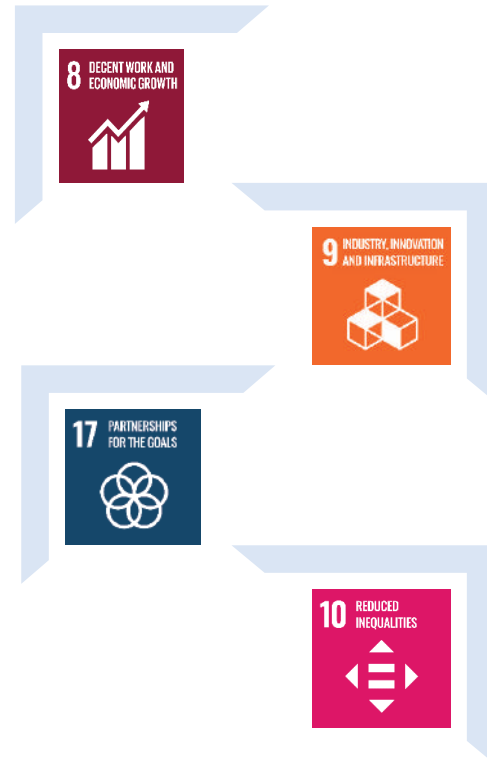 8 DECENT WORK AND
ECONOMIC GROWTH
9 INDUSTRY, INNOVATION
AND INFRASTRUCTURE
17 PARTNERSHIPS
FOR THE GOALS
10 REDUCED
INEQUALITIES